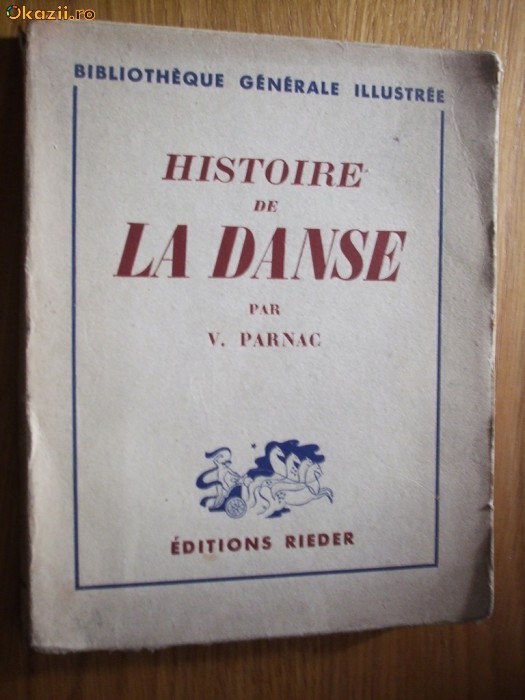 Okazii.ro
BIBLIOTHÈQUE GÉNÉRALE ILLUSTRÉE
HISTOIRE
DE
LA DANSE
PAR
V. PARNAC
ÉDITIONS RIEDER